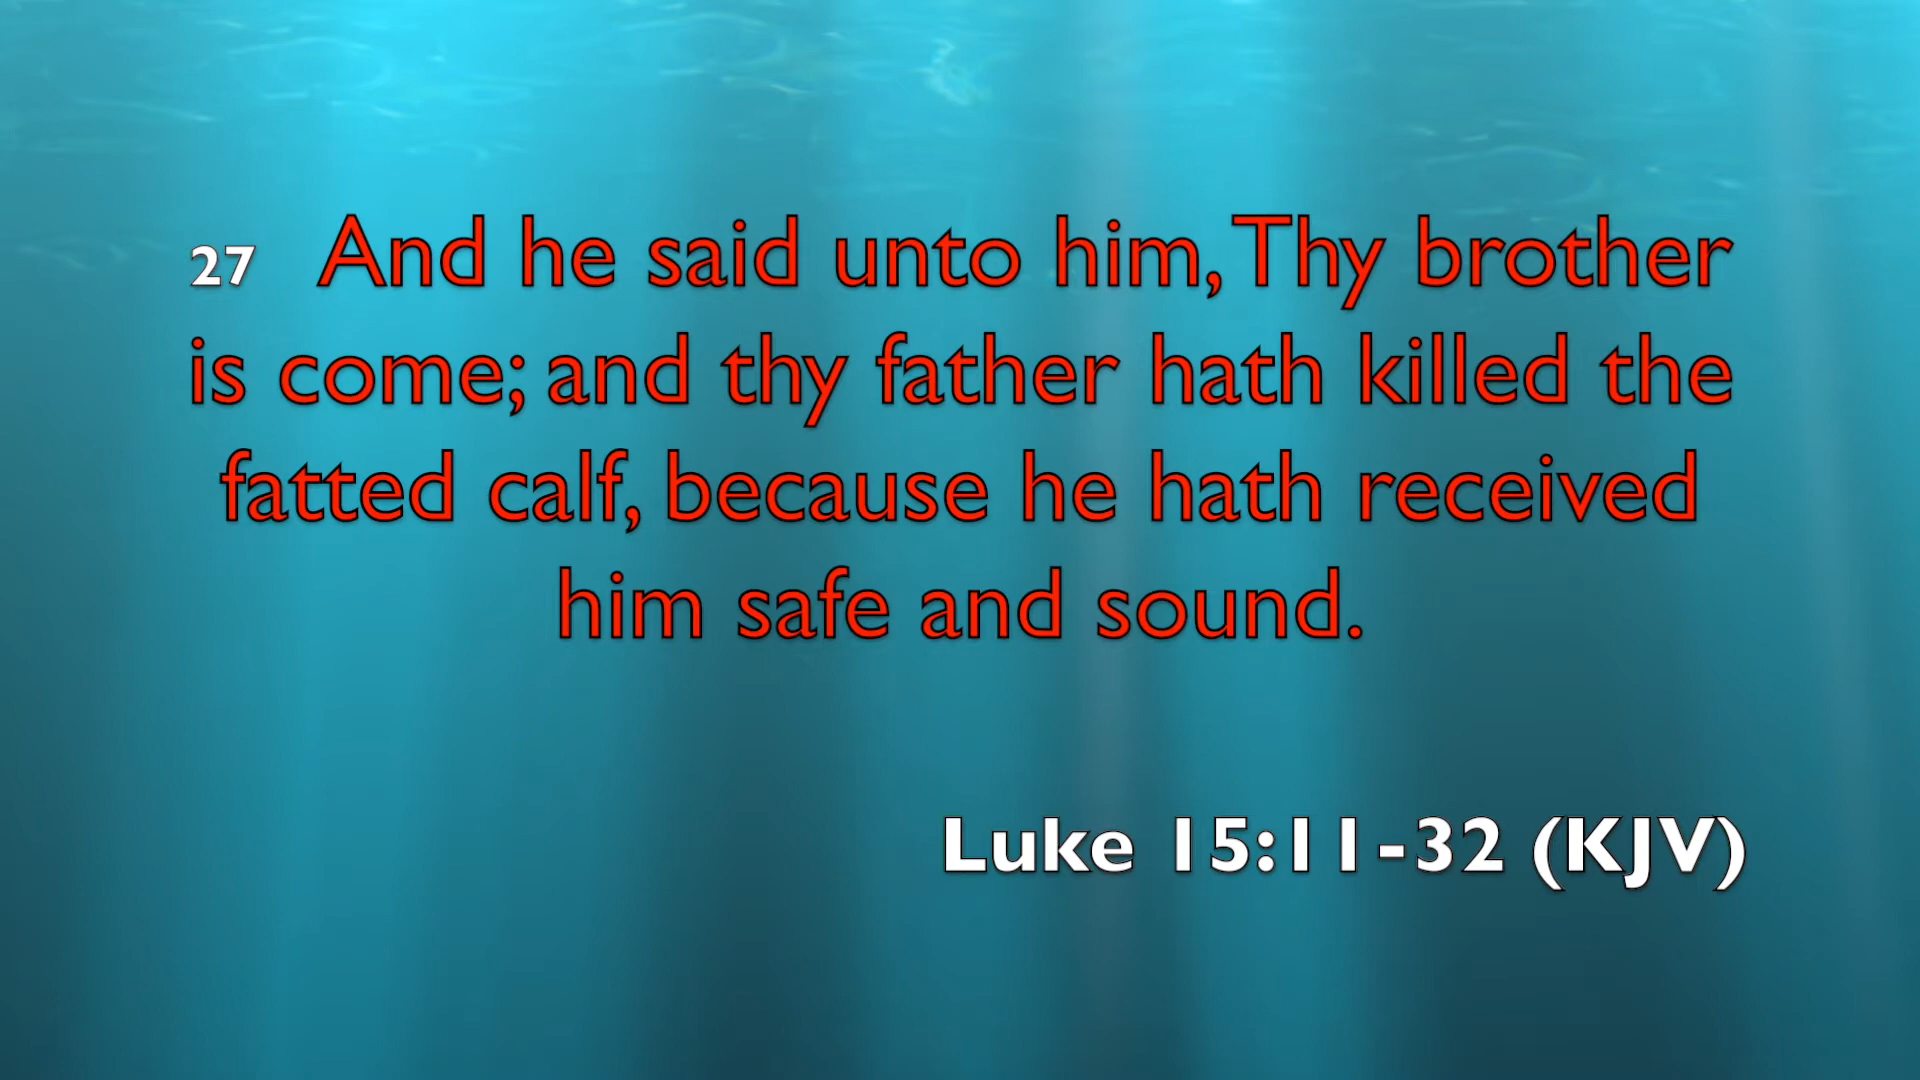 27 And he said unto him, Thy brother
is come; and thy father hath killed the
fatted calf, because he hath received
him safe and sound.
Luke 15:11-32 (KJV)